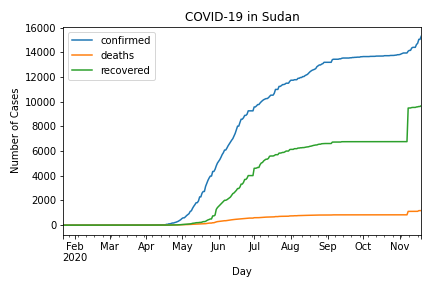 COVID-19 in Sudan
confirmed
deaths
recovered
Number of Cases
16000
14000
12000
10000
8000
6000
4000
2000
0
Feb Mar Apr May Jun Jul Aug Sep Oct Nov
2020
Day